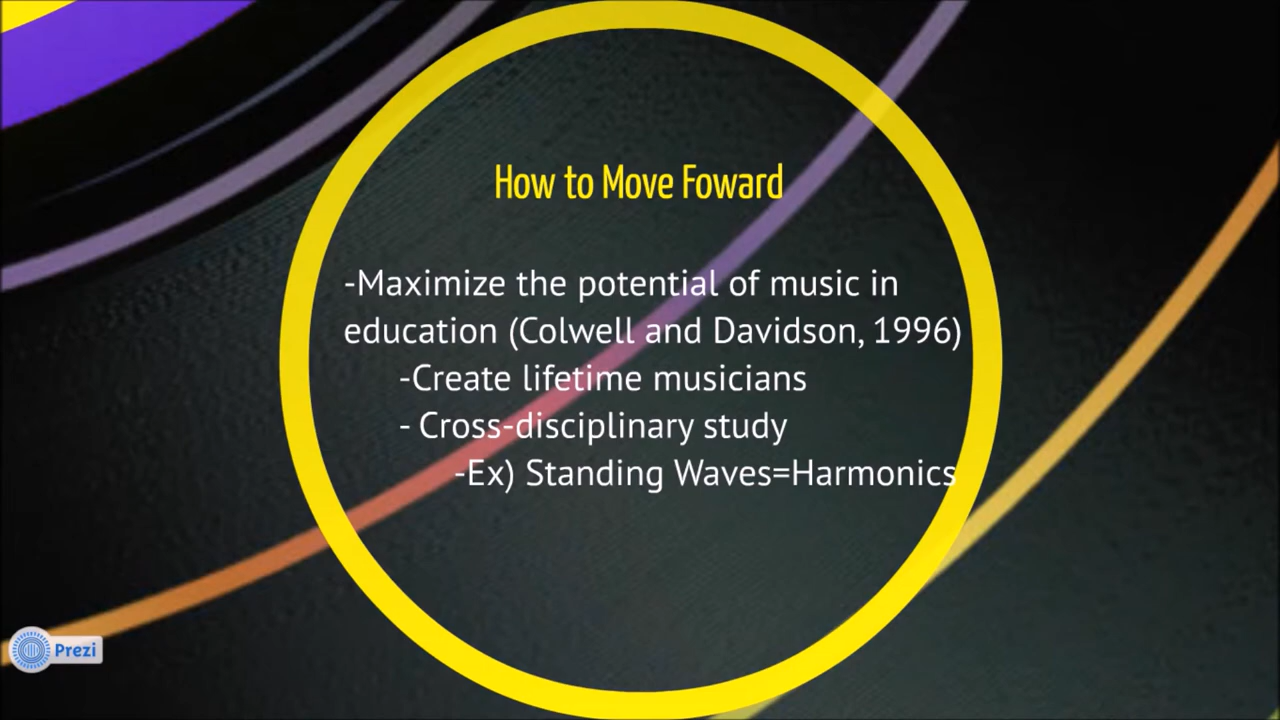 How to Move Foward
-Maximize the potential of music in
education (Colwell and Davidson, 1996)
-Create lifetime musicians
- Cross-disciplinary study
-Ex) Standing Waves=Harmonics
Prezi